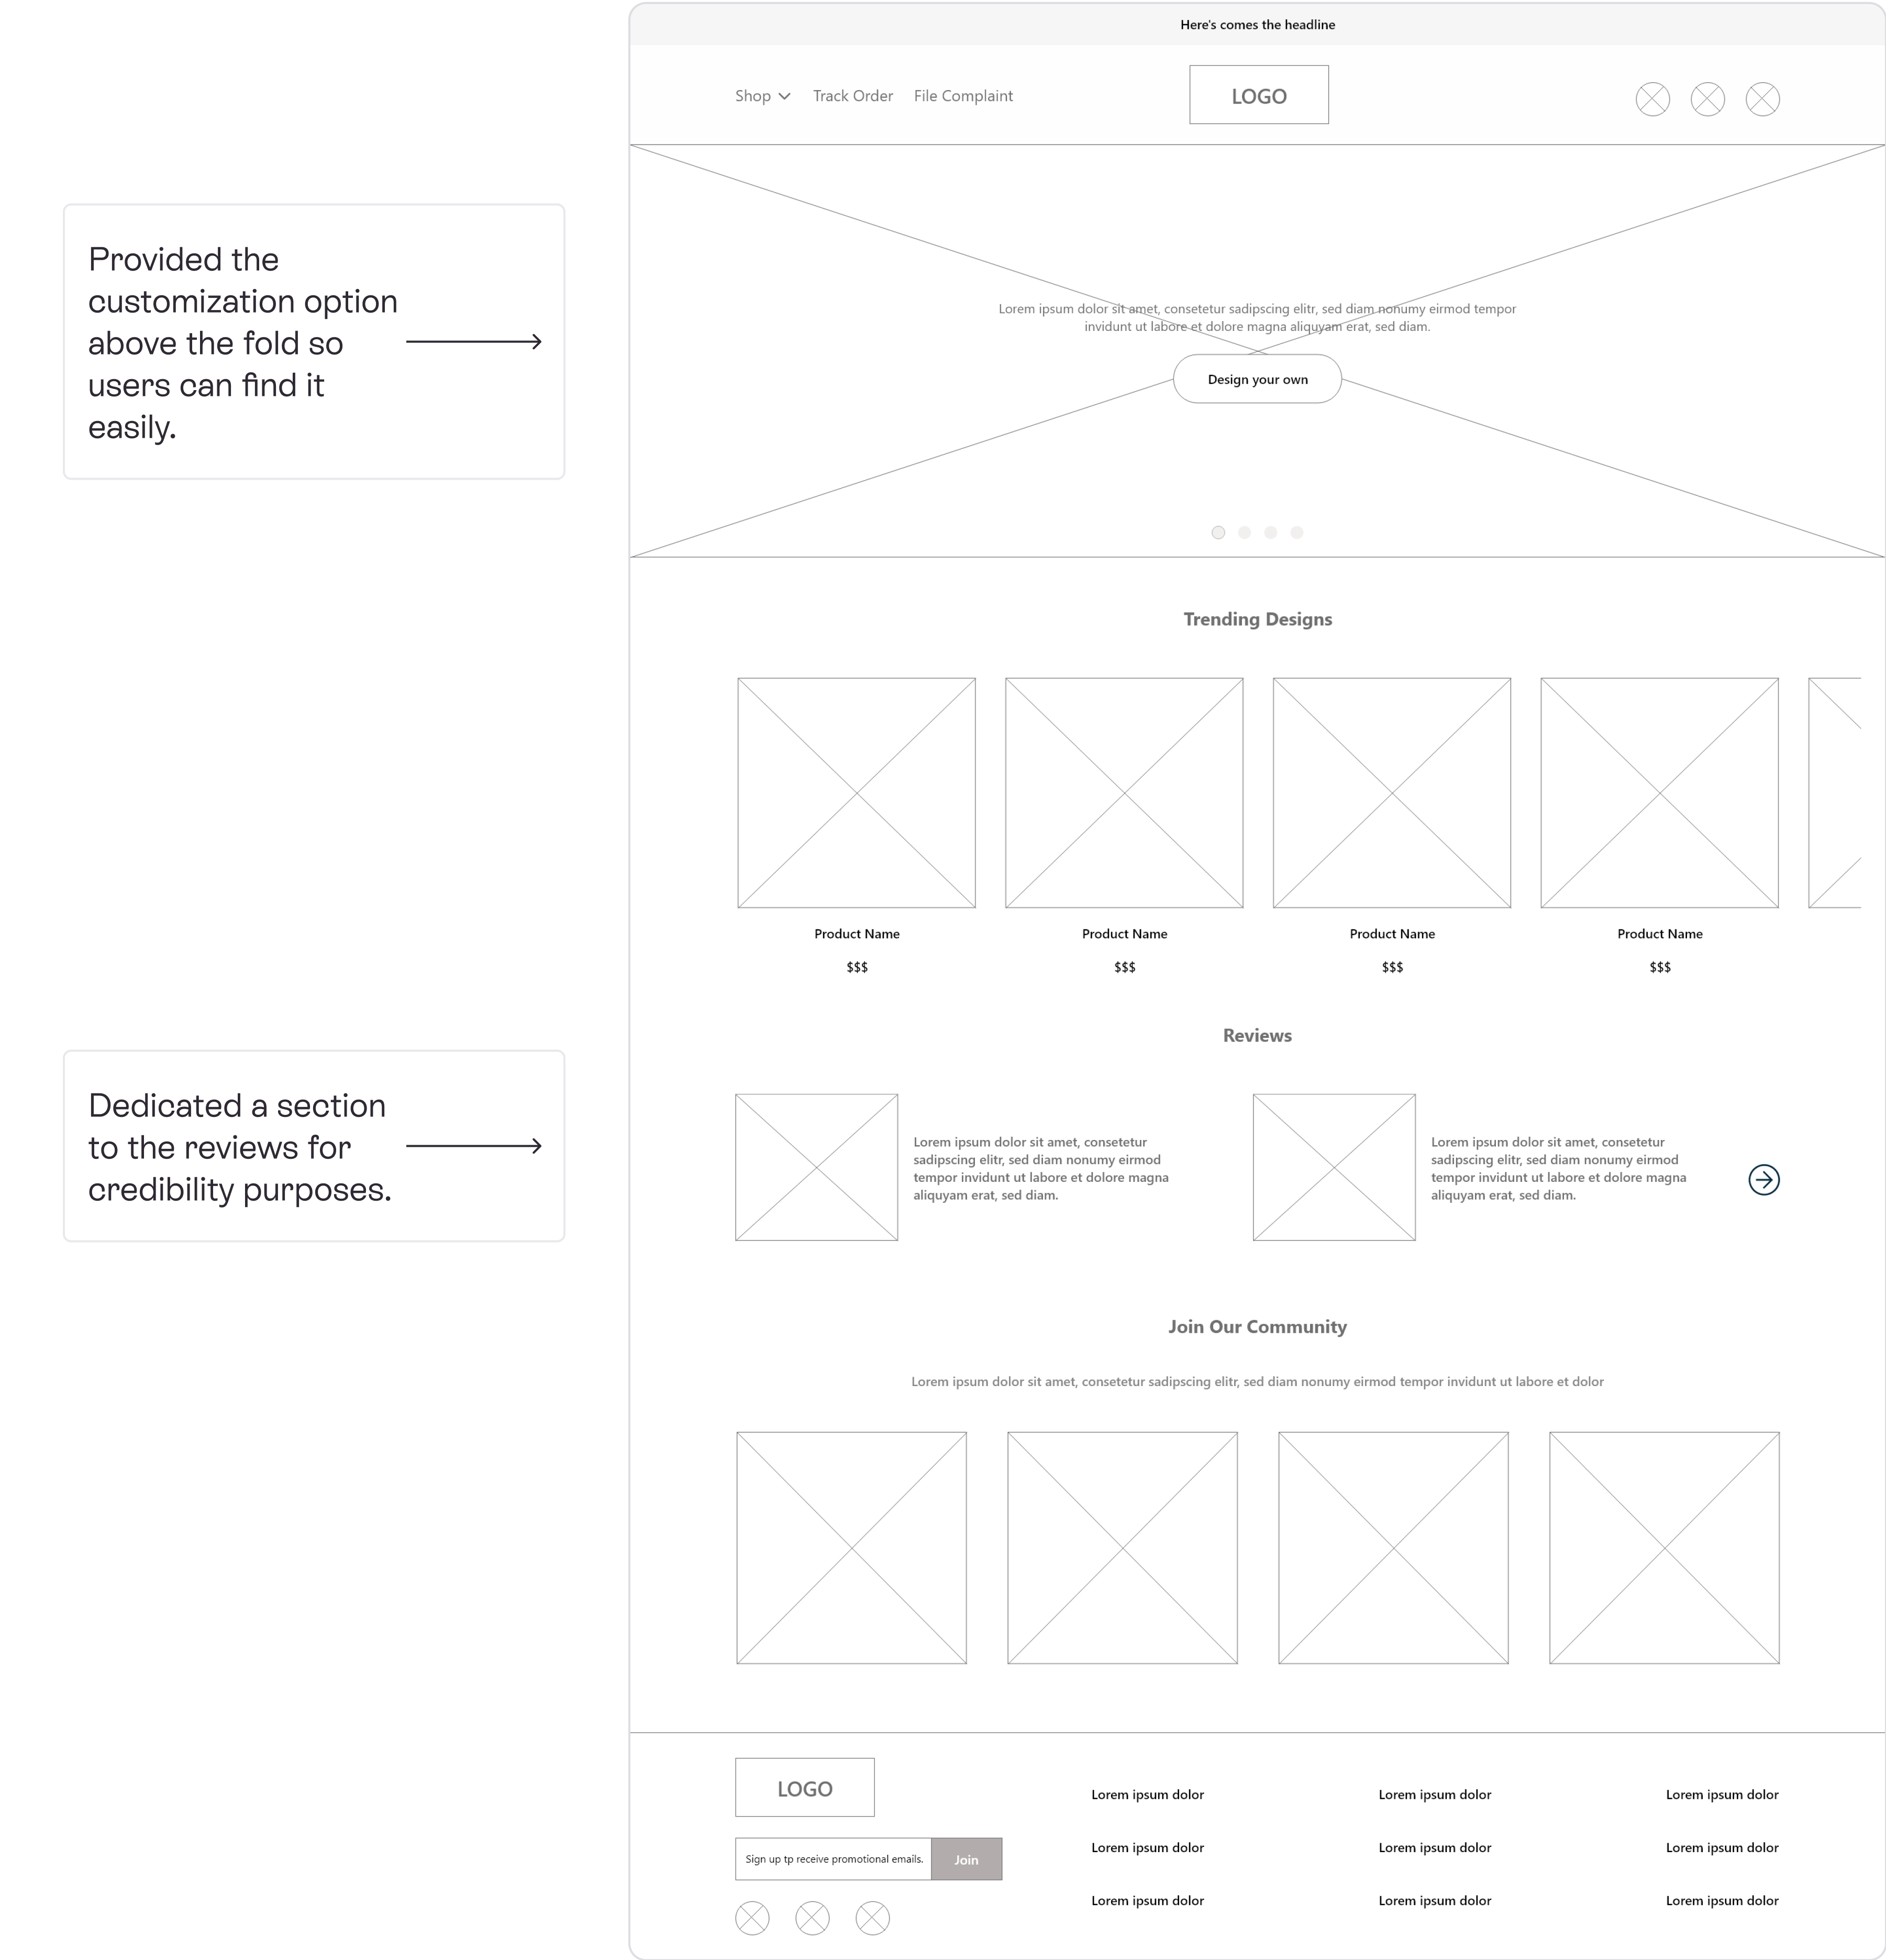 Here's comes the headline
Shop
Track Order
File Complaint
LOGO
Provided the
customization option
above the fold so
users can find it
easily.
Lorem ipsum dolor sit amet, consetetur sadipscing elitr, sed diam nonumy eirmod tempor
invidunt ut labore et dolore magna aliquyam erat, sed diam.
Design your own
Trending Designs
Product Name
$$$
Product Name
$$$
Product Name
$$$
Product Name
$$$
Dedicated a section
to the reviews for
credibility purposes.
Reviews
Lorem ipsum dolor sit amet, consetetur
sadipscing elitr, sed diam nonumy eirmod
tempor invidunt ut labore et dolore magna
aliquyam erat, sed diam.
Lorem ipsum dolor sit amet, consetetur
sadipscing elitr, sed diam nonumy eirmod
tempor invidunt ut labore et dolore magna
aliquyam erat, sed diam.
Join Our Community
Lorem ipsum dolor sit amet, consetetur sadipscing elitr, sed diam nonumy eirmod tempor invidunt ut labore et dolor
LOGO
Sign up tp receive promotional emails.
Join
Lorem ipsum dolor
Lorem ipsum dolor
Lorem ipsum dolor
Lorem ipsum dolor
Lorem ipsum dolor
Lorem ipsum dolor
Lorem ipsum dolor
Lorem ipsum dolor
Lorem ipsum dolor